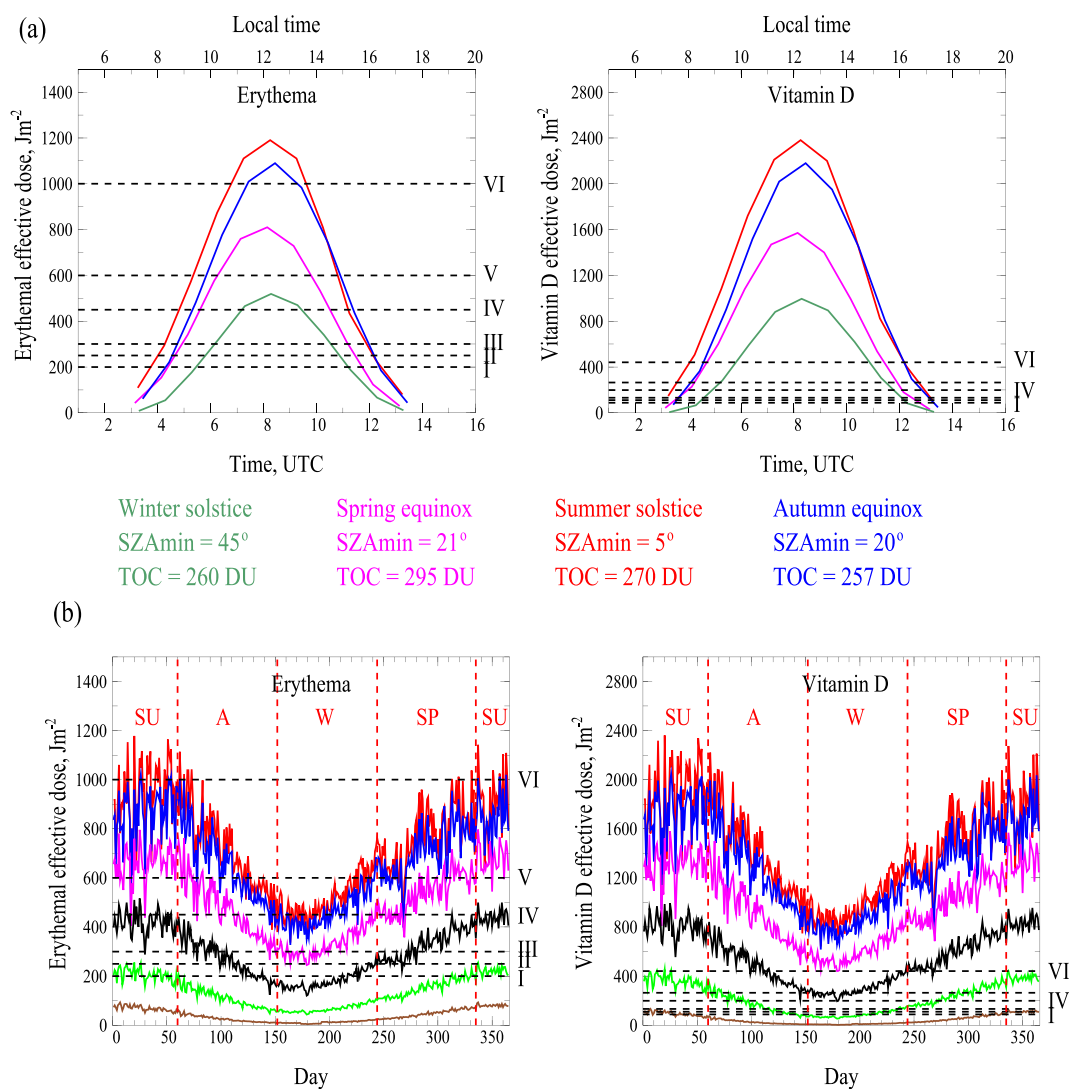 (a)
Local time
6 8 10 12 14 16 18 20
Erythema
Erythemal effective dose, Jm-2
1400
1200
1000
800
600
400
200
0
VI
V
IV
III
II
I
2 4 6 8 10 12 14 16
Time, UTC
Local time
6 8 10 12 14 16 18 20
Vitamin D
Vitamin D effective dose, Jm-2
2800
2400
2000
1600
1200
800
400
0
VI
IV
I
2 4 6 8 10 12 14 16
Time, UTC
Winter solstice
SZAmin = 45o
TOC = 260 DU
Spring equinox
SZAmin = 21o
TOC = 295 DU
Summer solstice
SZAmin = 5o
TOC = 270 DU
Autumn equinox
SZAmin = 20o
TOC = 257 DU
(b)
Erythema
SU A W SP SU
Erythemal effective dose, Jm-2
1400
1200
1000
800
600
400
200
0
VI
V
IV
III
II
I
0 50 100 150 200 250 300 350
Day
Vitamin D
SU A W SP SU
Vitamin D effective dose, Jm-2
2800
2400
2000
1600
1200
800
400
0
VI
IV
I
0 50 100 150 200 250 300 350
Day